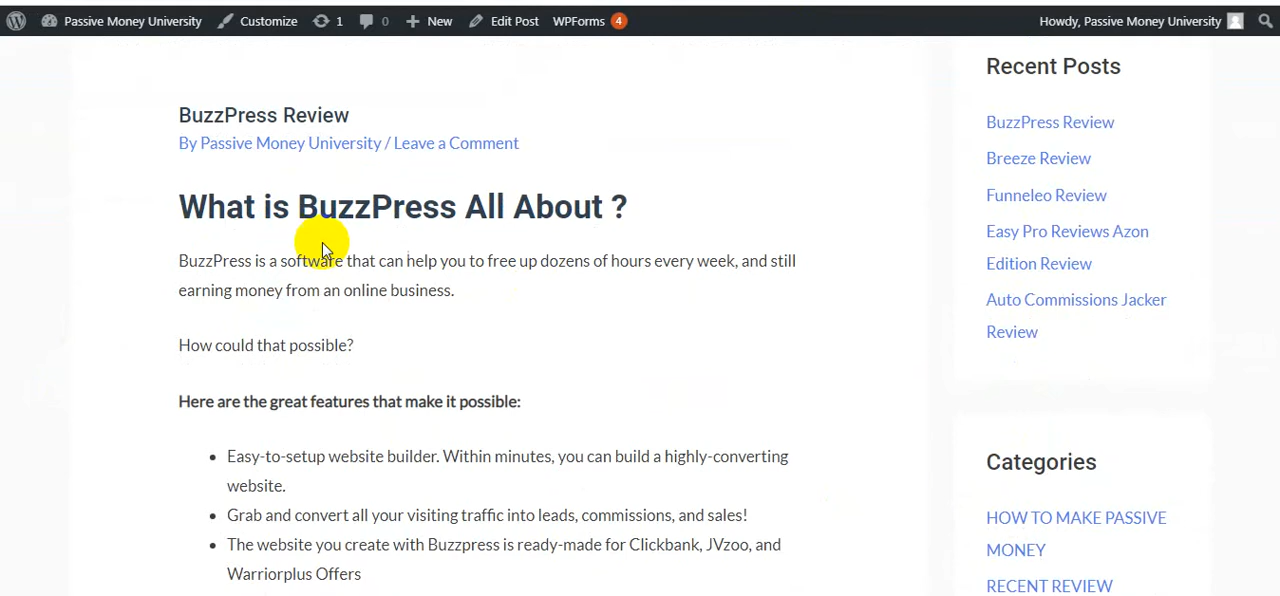 Passive Money University Customize 1 0 New Edit Post WPForms 4 Howdy, Passive Money University
BuzzPress Review
By Passive Money University / Leave a Comment
What is BuzzPress All About ?
BuzzPress is a software that can help you to free up dozens of hours every week, and still
earning money from an online business.
How could that possible?
Here are the great features that make it possible:
Easy-to-setup website builder. Within minutes, you can build a highly-converting
website.
Grab and convert all your visiting traffic into leads, commissions, and sales!
The website you create with Buzzpress is ready-made for Clickbank, JVzoo, and
Warriorplus Offers
Recent Posts
BuzzPress Review
Breeze Review
Funneleo Review
Easy Pro Reviews Azon
Edition Review
Auto Commissions Jacker
Review
Categories
HOW TO MAKE PASSIVE
MONEY
RECENT REVIEW